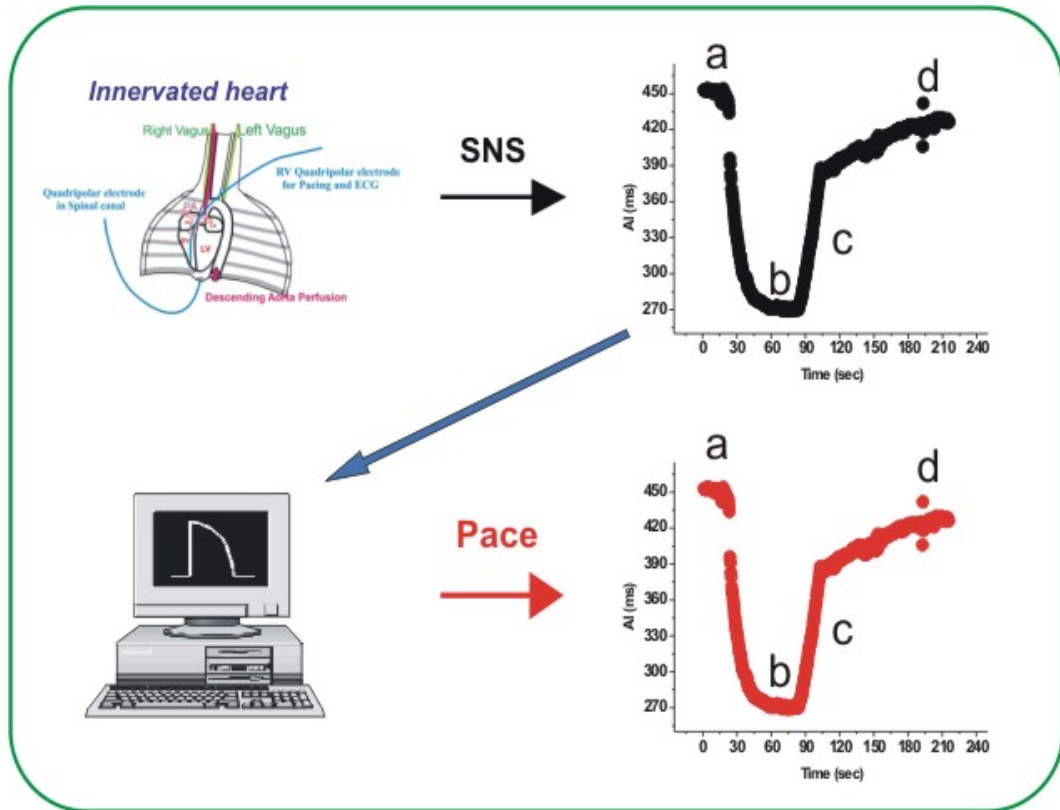 Innervated heart
Right Vagus
Left Vagus
RV Quadripolar electrode
for Pacing and ECG
Quadripolar electrode
in Spinal canal
PA
LV
Descending Aorta Perfusion
SNS
a
b
c
d
AI (ms)
450
420
390
360
330
300
270
0 30 60 90 120 150 180 210 240
Time (sec)
Pace
a
b
c
d
AI (ms)
450
420
390
360
330
300
270
0 30 60 90 120 150 180 210 240
Time (sec)